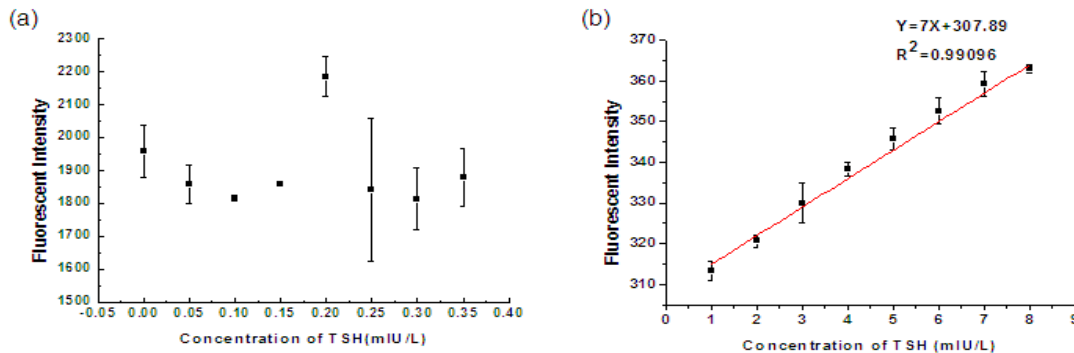 (a)
2300
2200
2100
2000
1900
1800
1700
1600
1500
-0.05 0.00 0.05 0.10 0.15 0.20 0.25 0.30 0.35 0.40
Fluorescent Intensity
Concentration of TSH(mIU/L)
(b)
Y=7X+307.89
R²=0.99096
370
360
350
340
330
320
310
0 1 2 3 4 5 6 7 8 9
Fluorescent Intensity
Concentration of TSH (mIU/L)